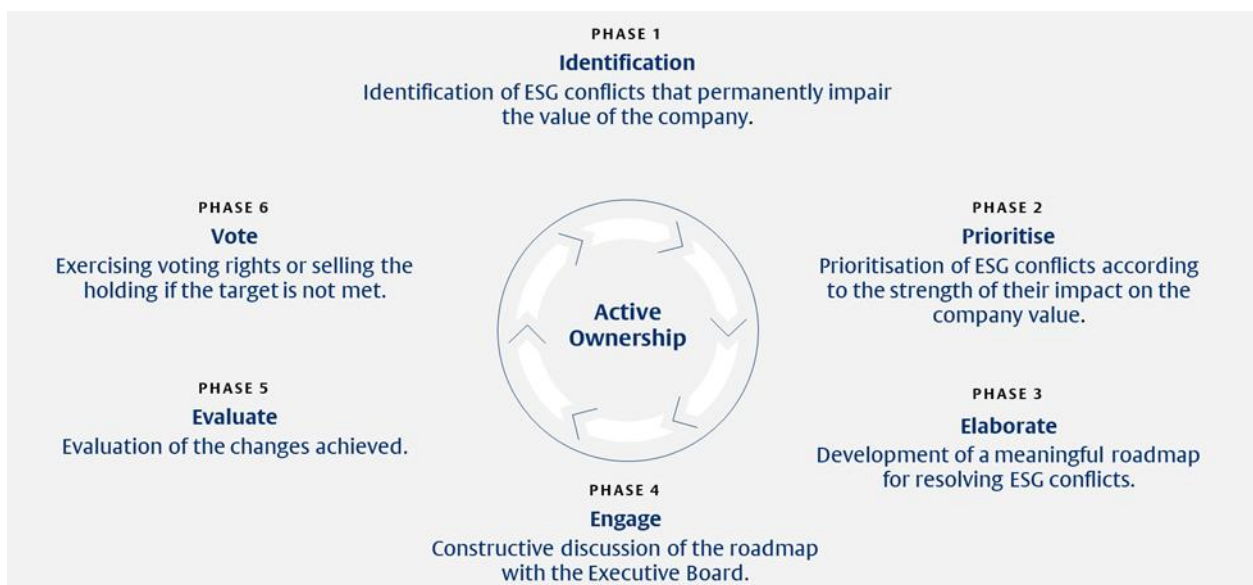 PHASE 1
Identification
Identification of ESG conflicts that permanently impair
the value of the company.
PHASE 2
Prioritise
Prioritisation of ESG conflicts according
to the strength of their impact on the
company value.
PHASE 3
Elaborate
Development of a meaningful roadmap
for resolving ESG conflicts.
PHASE 4
Engage
Constructive discussion of the roadmap
with the Executive Board.
PHASE 5
Evaluate
Evaluation of the changes achieved.
PHASE 6
Vote
Exercising voting rights or selling the
holding if the target is not met.
Active
Ownership